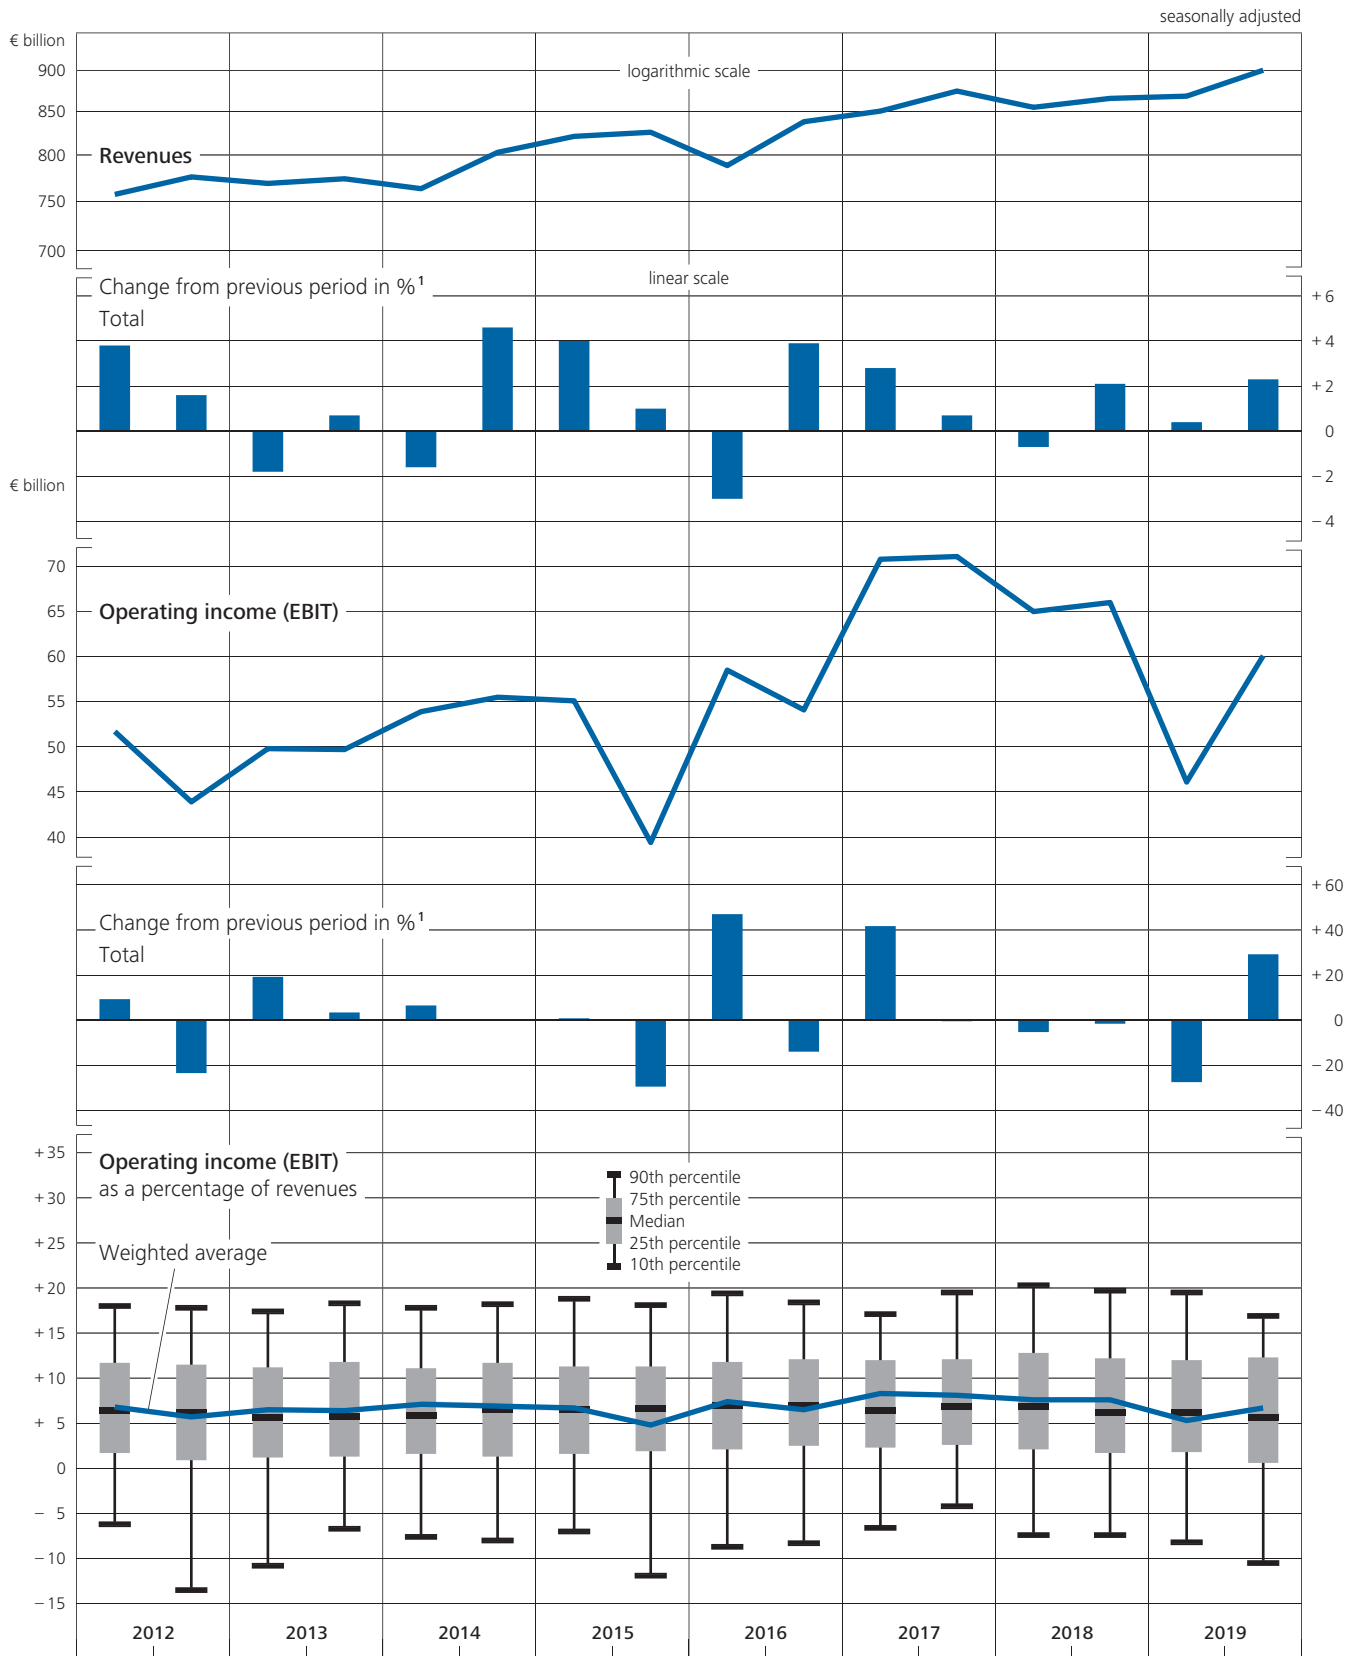 seasonally adjusted
€ billion
900
logarithmic scale
850
800
Revenues
750
700
Change from previous period in %¹
linear scale
Total
+ 6
+ 4
+ 2
0
€ billion
− 2
− 4
70
65
Operating income (EBIT)
60
55
50
45
40
+ 60
Change from previous period in %¹
+ 40
Total
+ 20
0
− 20
− 40
+ 35
Operating income (EBIT)
as a percentage of revenues
90th percentile
75th percentile
Median
25th percentile
10th percentile
+ 30
+ 25
Weighted average
+ 20
+ 15
+ 10
+ 5
0
− 5
− 10
− 15
2012 2013 2014 2015 2016 2017 2018 2019